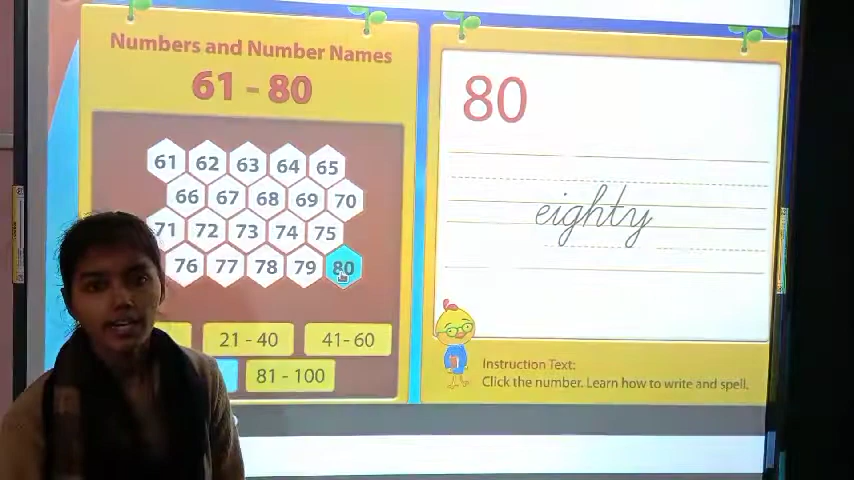 Numbers and Number Names
61 - 80
61 62 63 64 65
66 67 68 69 70
71 72 73 74 75
76 77 78 79 80
21 - 40
41 - 60
81 - 100
80
eighty
Instruction Text:
Click the number. Learn how to write and spell.